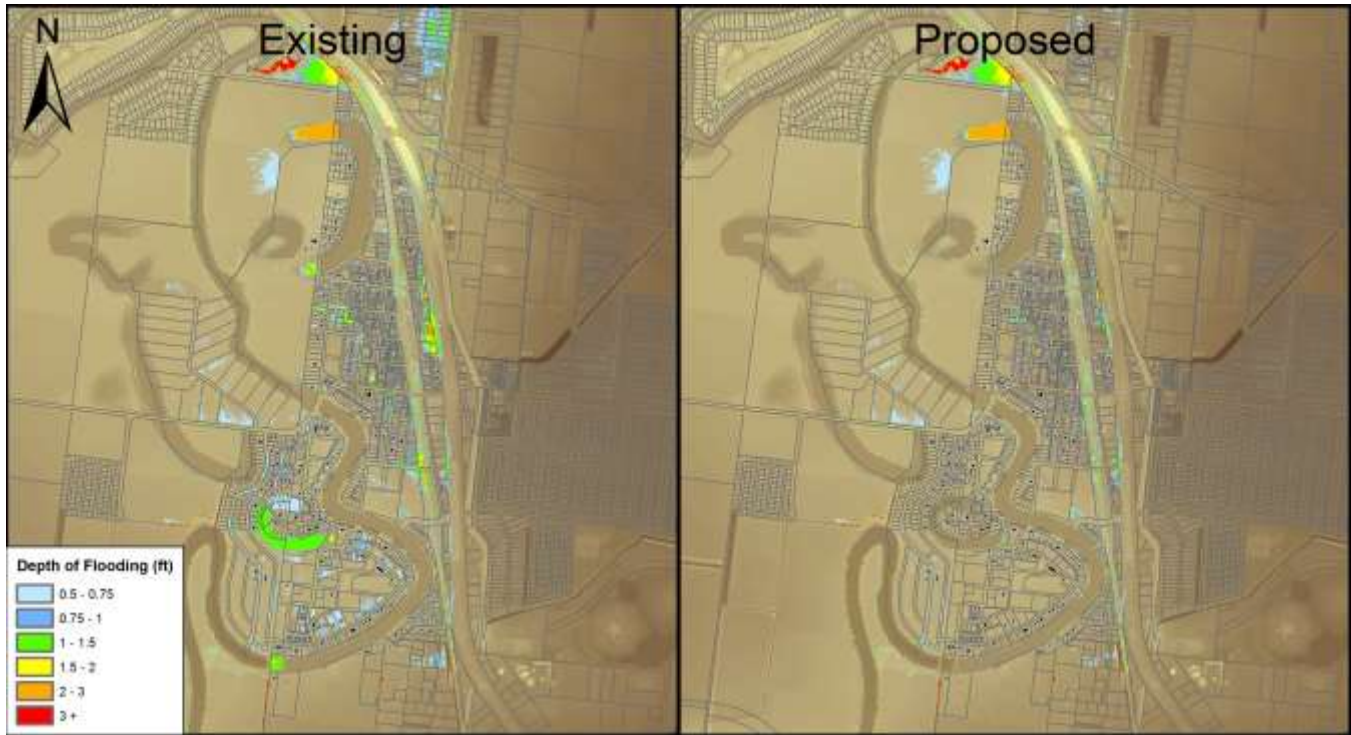 N
Existing
Proposed
Depth of Flooding (ft)
0.5 - 0.75
0.75 - 1
1 - 1.5
1.5 - 2
2 - 3
3 +